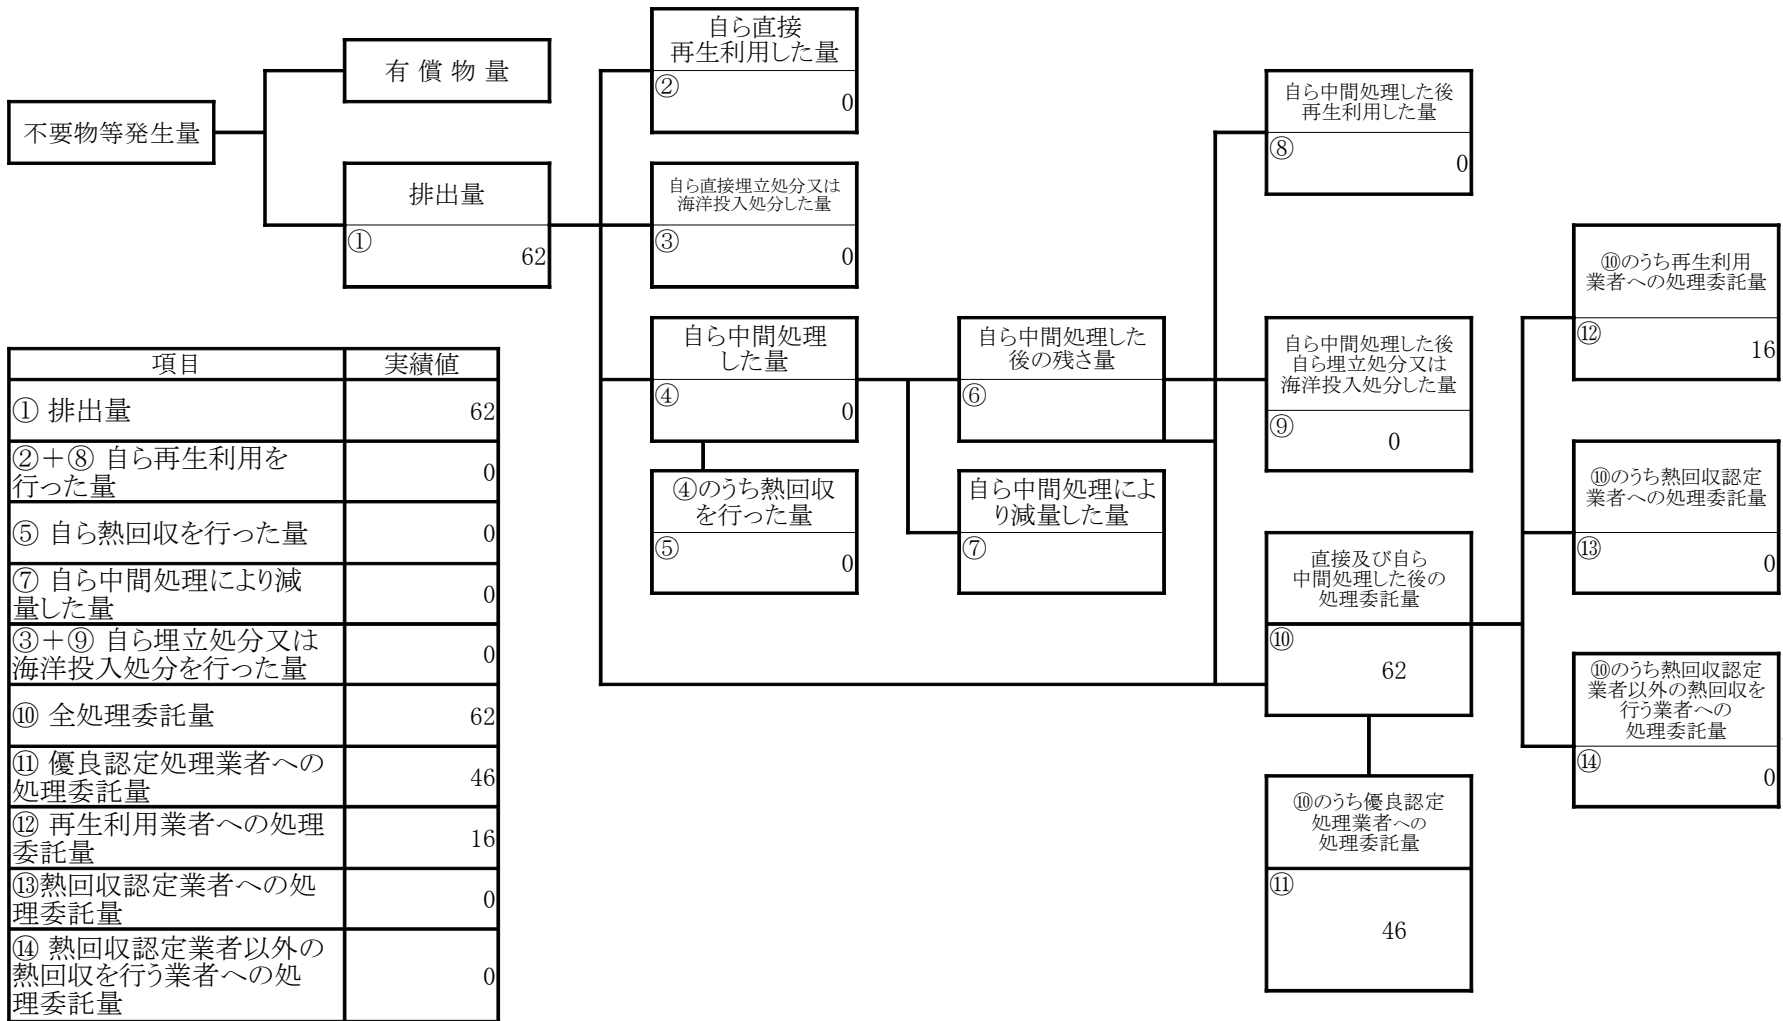 不要物等発生量
有 償 物 量
排出量
①
62
自ら直接
再生利用した量
②
0
自ら直接埋立処分又は
海洋投入処分した量
③
0
自ら中間処理
した量
④
0
④のうち熱回収
を行った量
⑤
0
自ら中間処理した
後の残さ量
⑥
自ら中間処理によ
り減量した量
⑦
自ら中間処理した後
再生利用した量
⑧
0
自ら中間処理した後
自ら埋立処分又は
海洋投入処分した量
⑨
0
直接及び自ら
中間処理した後の
処理委託量
⑩
62
⑩のうち優良認定
処理業者への
処理委託量
⑪
46
⑩のうち再生利用
業者への処理委託量
⑫
16
⑩のうち熱回収認定
業者への処理委託量
⑬
0
⑩のうち熱回収認定
業者以外の熱回収を
行う業者への
処理委託量
⑭
0
項目 実績値
① 排出量 62
②＋⑧ 自ら再生利用を
行った量 0
⑤ 自ら熱回収を行った量 0
⑦ 自ら中間処理により減
量した量 0
③＋⑨ 自ら埋立処分又は
海洋投入処分を行った量 0
⑩ 全処理委託量 62
⑪ 優良認定処理業者への
処理委託量 46
⑫ 再生利用業者への処理
委託量 16
⑬熱回収認定業者への処
理委託量 0
⑭ 熱回収認定業者以外の
熱回収を行う業者への処
理委託量 0